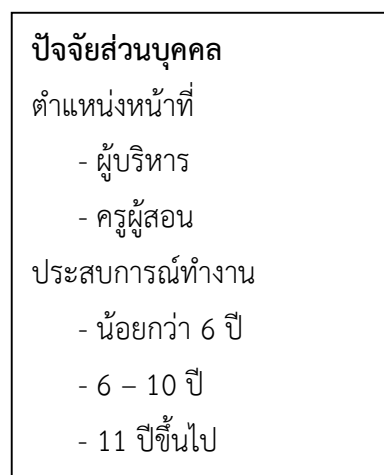 ปัจจัยส่วนบุคคล
ตำแหน่งหน้าที่
- ผู้บริหาร
- ครูผู้สอน
ประสบการณ์ทำงาน
- น้อยกว่า 6 ปี
- 6 – 10 ปี
- 11 ปีขึ้นไป